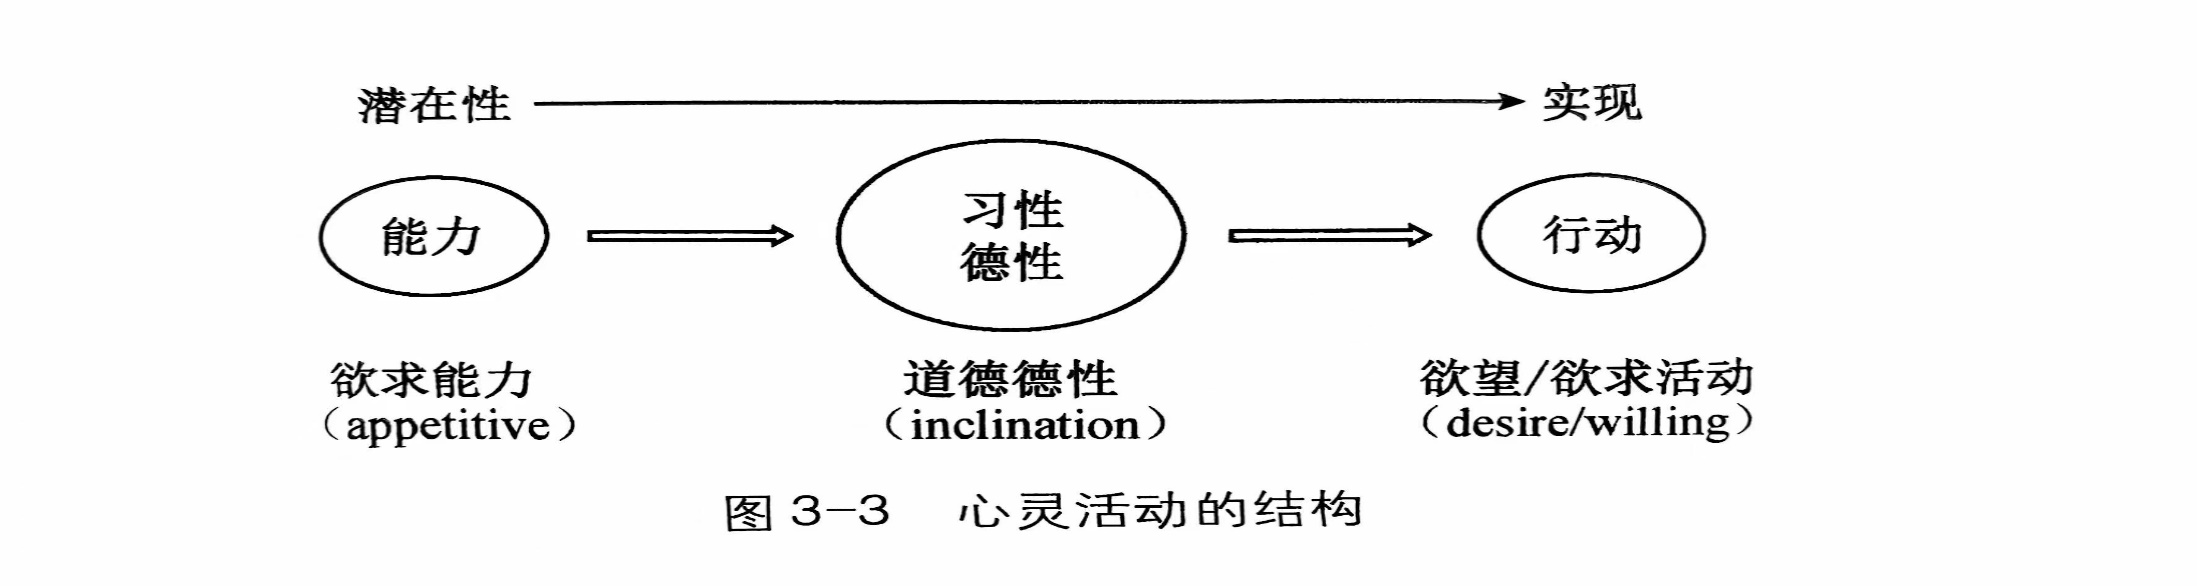 潜在性 实现
能力 习性 行动
德性
欲求能力 道德德性 欲望/欲求活动
（appetitive） （inclination） （desire/willing）
图 3-3 心灵活动的结构